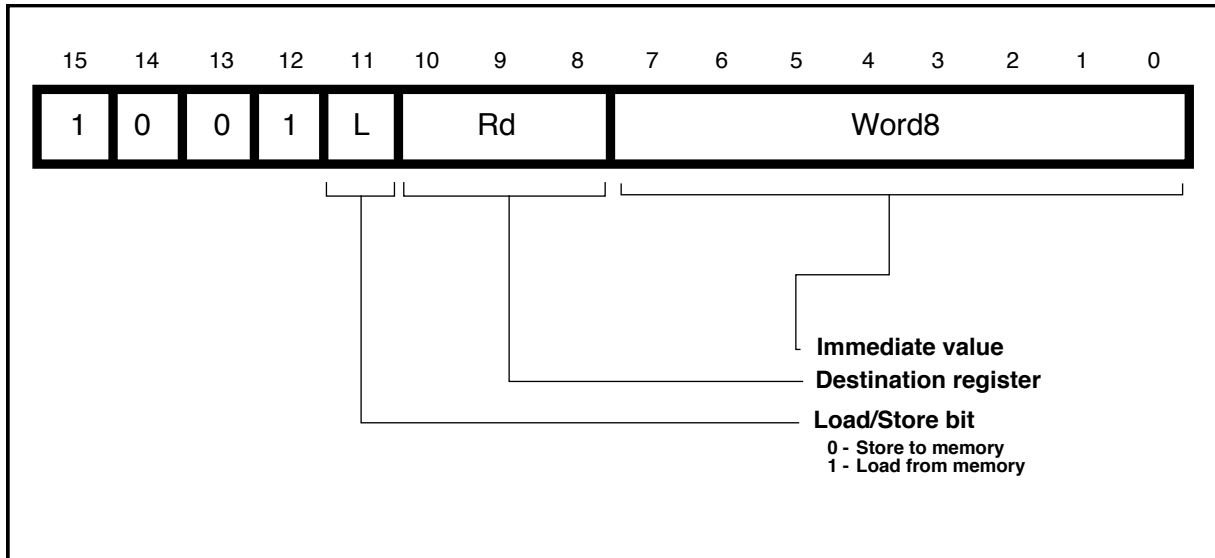 15 14 13 12 11 10 9 8 7 6 5 4 3 2 1 0
1 0 0 1 L Rd Word8
Immediate value
Destination register
Load/Store bit
0 - Store to memory
1 - Load from memory